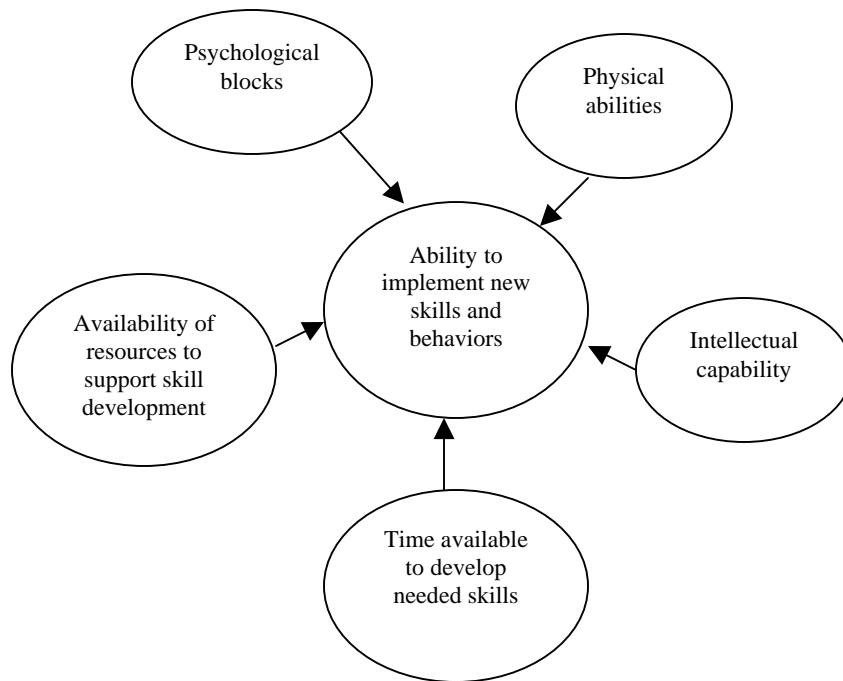 Psychological
blocks
Physical
abilities
Ability to
implement new
skills and
behaviors
Availability of
resources to
support skill
development
Intellectual
capability
Time available
to develop
needed skills